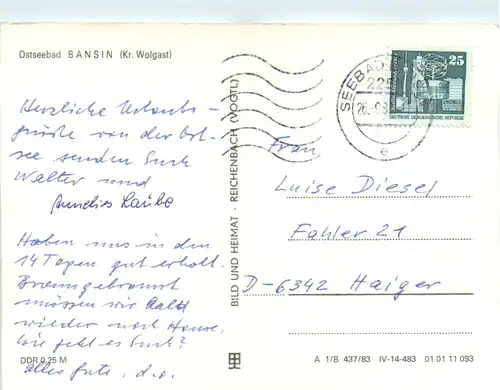 Ostseebad BANSIN (Kr. Wolgast)
Herzliche Urlaubs-
grüße von der Ost-
see senden Euch
Walter und
Annelies Laube
Haben uns in den
14 Tagen gut erholt.
Braungebrannt
müssen wir bald
wieder nach Hause.
Wie geht es Euch?
alles Gute, d.o.
DDR 0,25 M
BILD UND HEIMAT · REICHENBACH (VOGTL)
SEEBAD
25
DEUTSCHE DEMOKRATISCHE REPUBLIK
e
Frau
Luise Diesel
Fahler 21
D-6342 Haiger
A 1/B 437/83 IV-14-483 01 01 11 093